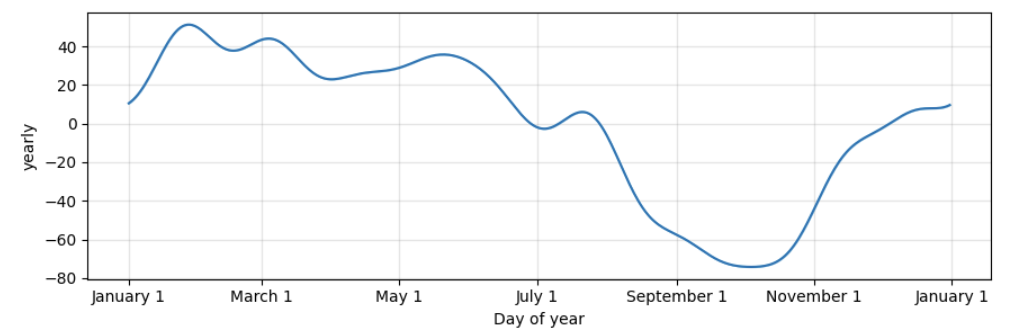 40
20
0
−20
−40
−60
−80
yearly
January 1 March 1 May 1 July 1 September 1 November 1 January 1
Day of year